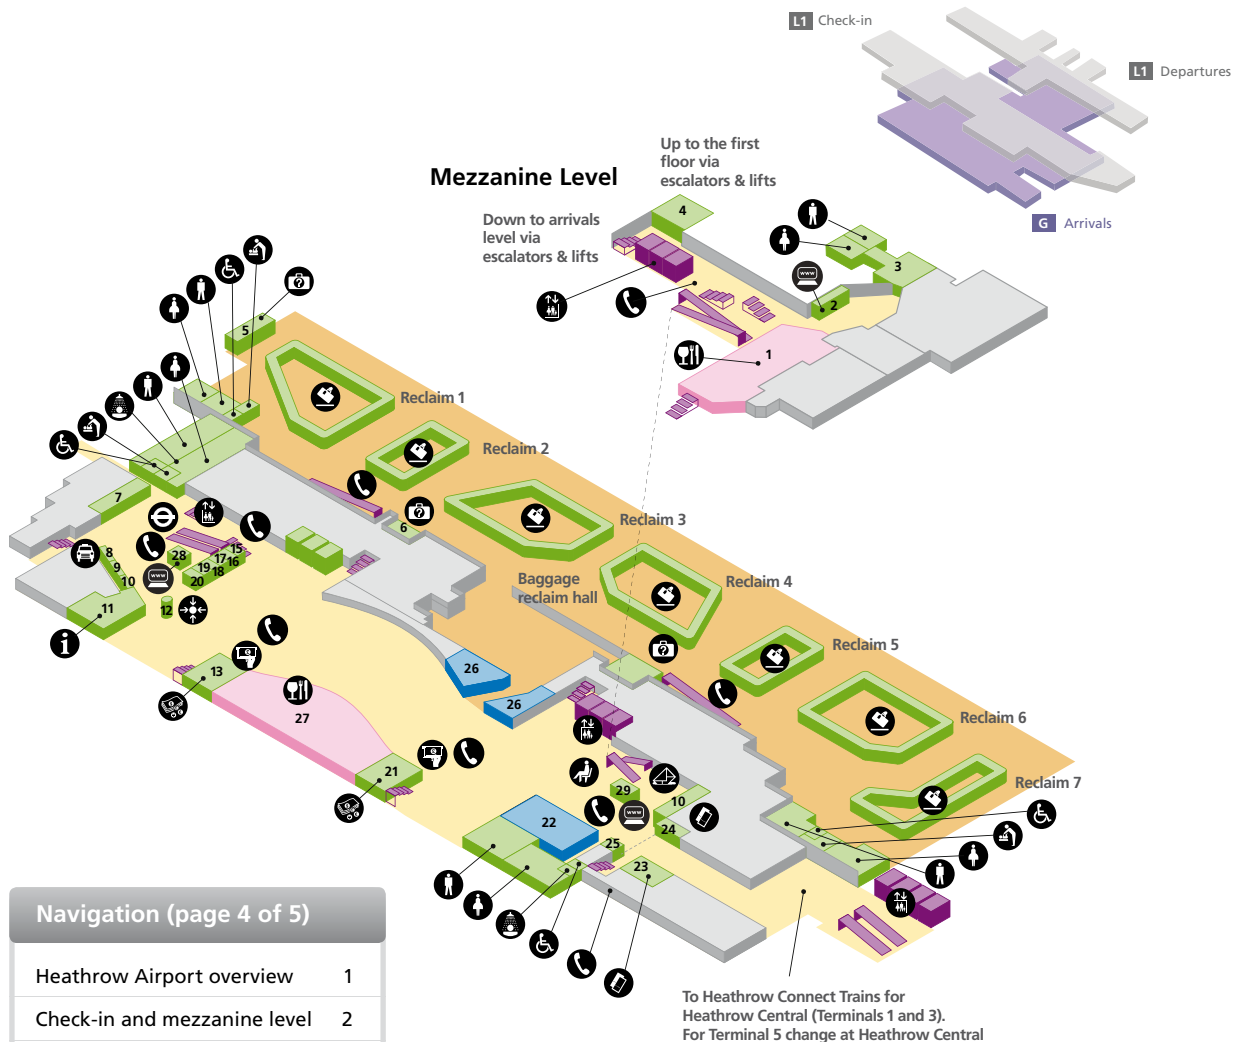 L1 Check-in
L1 Departures
G Arrivals
Mezzanine Level
Up to the first
floor via
escalators & lifts
Down to arrivals
level via
escalators & lifts
4
3
www
2
1
5
Reclaim 1
Reclaim 2
Reclaim 3
Reclaim 4
Reclaim 5
Reclaim 6
Reclaim 7
Baggage
reclaim hall
7
6
8
9
10
11
12
28
www
15
17 16
19 18
20
i
13
27
26
26
21
22
29
www
10
24
25
23
To Heathrow Connect Trains for
Heathrow Central (Terminals 1 and 3).
For Terminal 5 change at Heathrow Central
Navigation (page 4 of 5)
Heathrow Airport overview 1
Check-in and mezzanine level 2